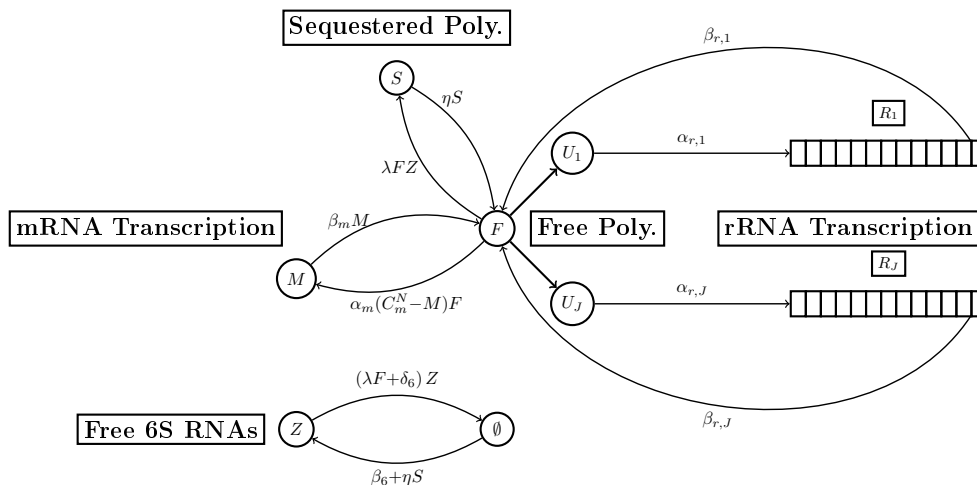 Sequestered Poly.
β_{r,1}
S
ηS
R_1
λFZ
U_1
α_{r,1}
mRNA Transcription
β_m M
F
Free Poly.
rRNA Transcription
M
α_m(C_m^N−M)F
U_J
α_{r,J}
R_J
(λF+δ_6) Z
β_{r,J}
Free 6S RNAs
Z
∅
β_6+ηS